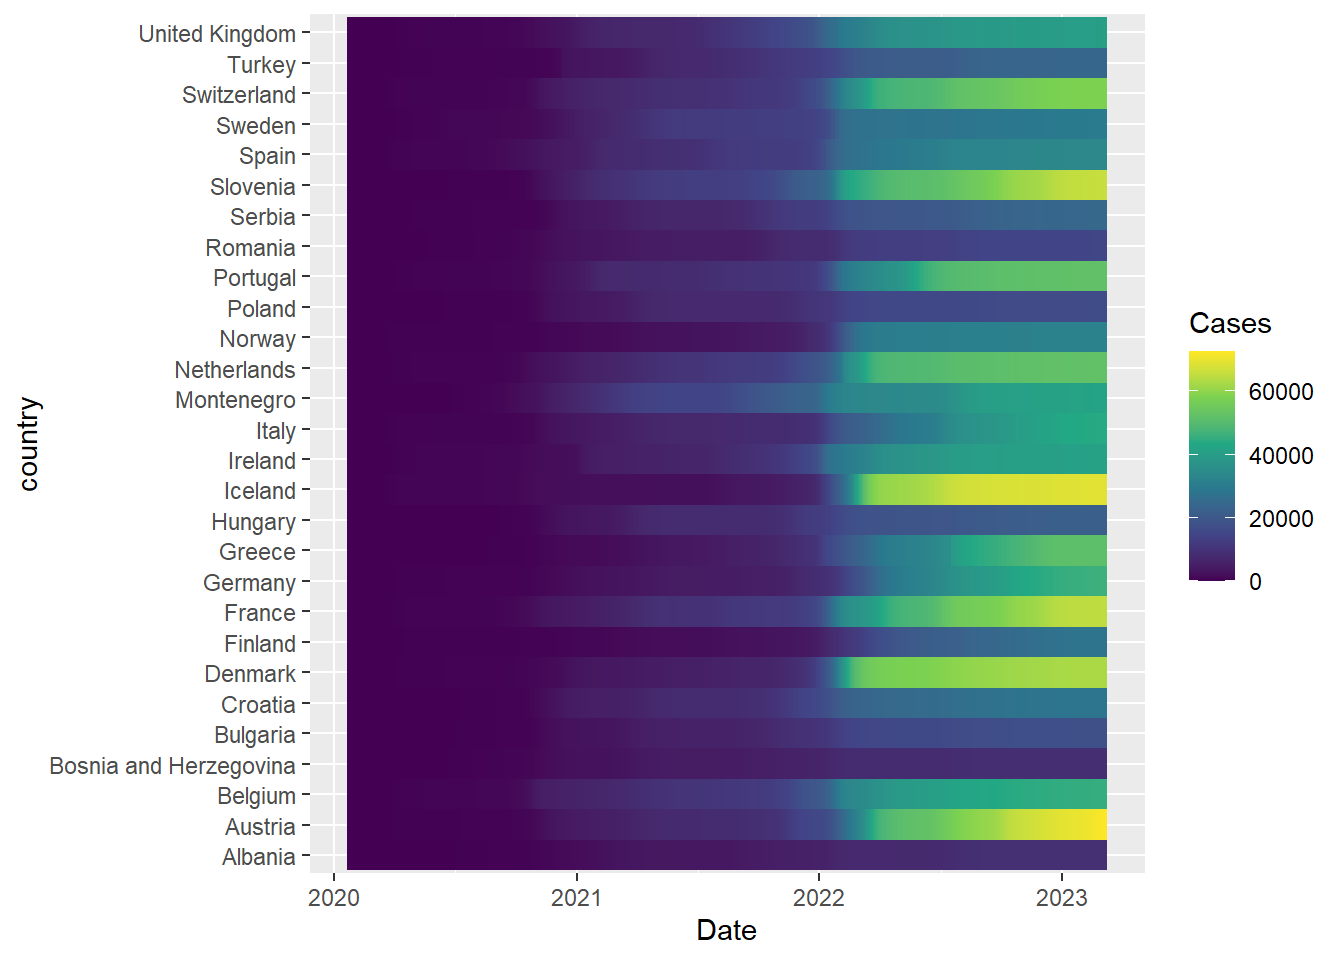 United Kingdom
Turkey
Switzerland
Sweden
Spain
Slovenia
Serbia
Romania
Portugal
Poland
Norway
Netherlands
Montenegro
Italy
Ireland
Iceland
Hungary
Greece
Germany
France
Finland
Denmark
Croatia
Bulgaria
Bosnia and Herzegovina
Belgium
Austria
Albania
country
2020 2021 2022 2023
Date
Cases
60000
40000
20000
0